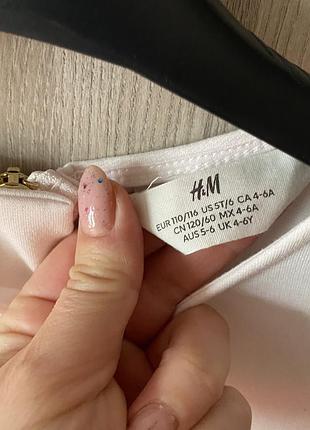 H&M
EUR 110/116 US 5T/6 CA 4-6A
CN 120/60 MX 4-6A
AUS 5-6 UK 4-6Y